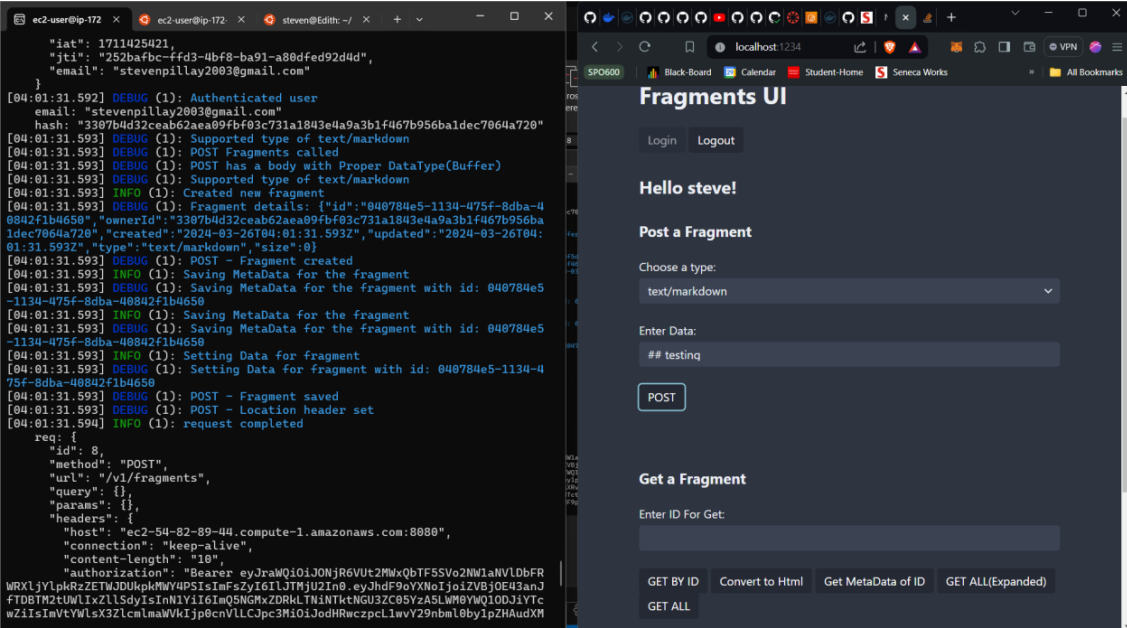 ec2-user@ip-172
ec2-user@ip-172-
steven@Edith: ~/
"iat": 1711425421,
"jti": "252bafbc-ffd3-4bf8-ba91-a80dfed92d4d",
"email": "stevenpillay2003@gmail.com"
}
[04:01:31.592] DEBUG (1): Authenticated user
email: "stevenpillay2003@gmail.com"
hash: "3307b4d32ceab62aea09fbf03c731a1843e4a9a3b1f467b956ba1dec7064a720"
[04:01:31.593] DEBUG (1): Supported type of text/markdown
[04:01:31.593] DEBUG (1): POST Fragments called
[04:01:31.593] DEBUG (1): POST has a body with Proper DataType(Buffer)
[04:01:31.593] DEBUG (1): Supported type of text/markdown
[04:01:31.593] INFO (1): Created new fragment
[04:01:31.593] DEBUG (1): Fragment details: {"id":"040784e5-1134-475f-8dba-4
0842f1b4650","ownerId":"3307b4d32ceab62aea09fbf03c731a1843e4a9a3b1f467b956ba
1dec7064a720","created":"2024-03-26T04:01:31.593Z","updated":"2024-03-26T04:
01:31.593Z","type":"text/markdown","size":0}
[04:01:31.593] DEBUG (1): POST - Fragment created
[04:01:31.593] INFO (1): Saving MetaData for the fragment
[04:01:31.593] DEBUG (1): Saving MetaData for the fragment with id: 040784e5
-1134-475f-8dba-40842f1b4650
[04:01:31.593] INFO (1): Saving MetaData for the fragment
[04:01:31.593] DEBUG (1): Saving MetaData for the fragment with id: 040784e5
-1134-475f-8dba-40842f1b4650
[04:01:31.593] INFO (1): Setting Data for fragment
[04:01:31.593] DEBUG (1): Setting Data for fragment with id: 040784e5-1134-4
75f-8dba-40842f1b4650
[04:01:31.593] DEBUG (1): POST - Fragment saved
[04:01:31.593] DEBUG (1): POST - Location header set
[04:01:31.594] INFO (1): request completed
req: {
"id": 8,
"method": "POST",
"url": "/v1/fragments",
"query": {},
"params": {},
"headers": {
"host": "ec2-54-82-89-44.compute-1.amazonaws.com:8080",
"connection": "keep-alive",
"content-length": "10",
"authorization": "Bearer
localhost:1234
VPN
SPO600
Black-Board
Calendar
Student-Home
Seneca Works
»
All Bookmarks
Fragments UI
Login
Logout
Hello steve!
Post a Fragment
Choose a type:
text/markdown
Enter Data:
## testing
POST
Get a Fragment
Enter ID For Get:
GET BY ID
Convert to Html
Get MetaData of ID
GET ALL(Expanded)
GET ALL